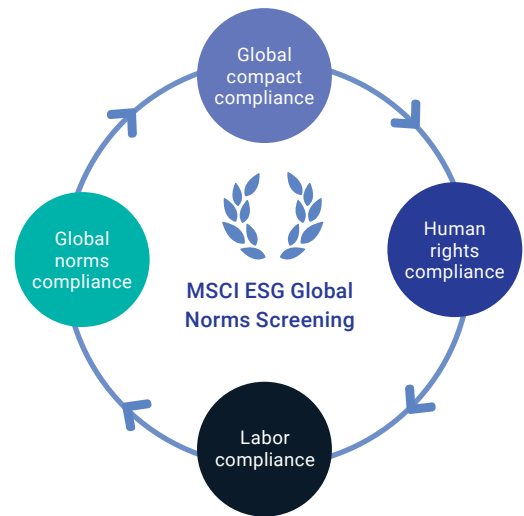 Global
compact
compliance
Human
rights
compliance
Global
norms
compliance
MSCI ESG Global
Norms Screening
Labor
compliance